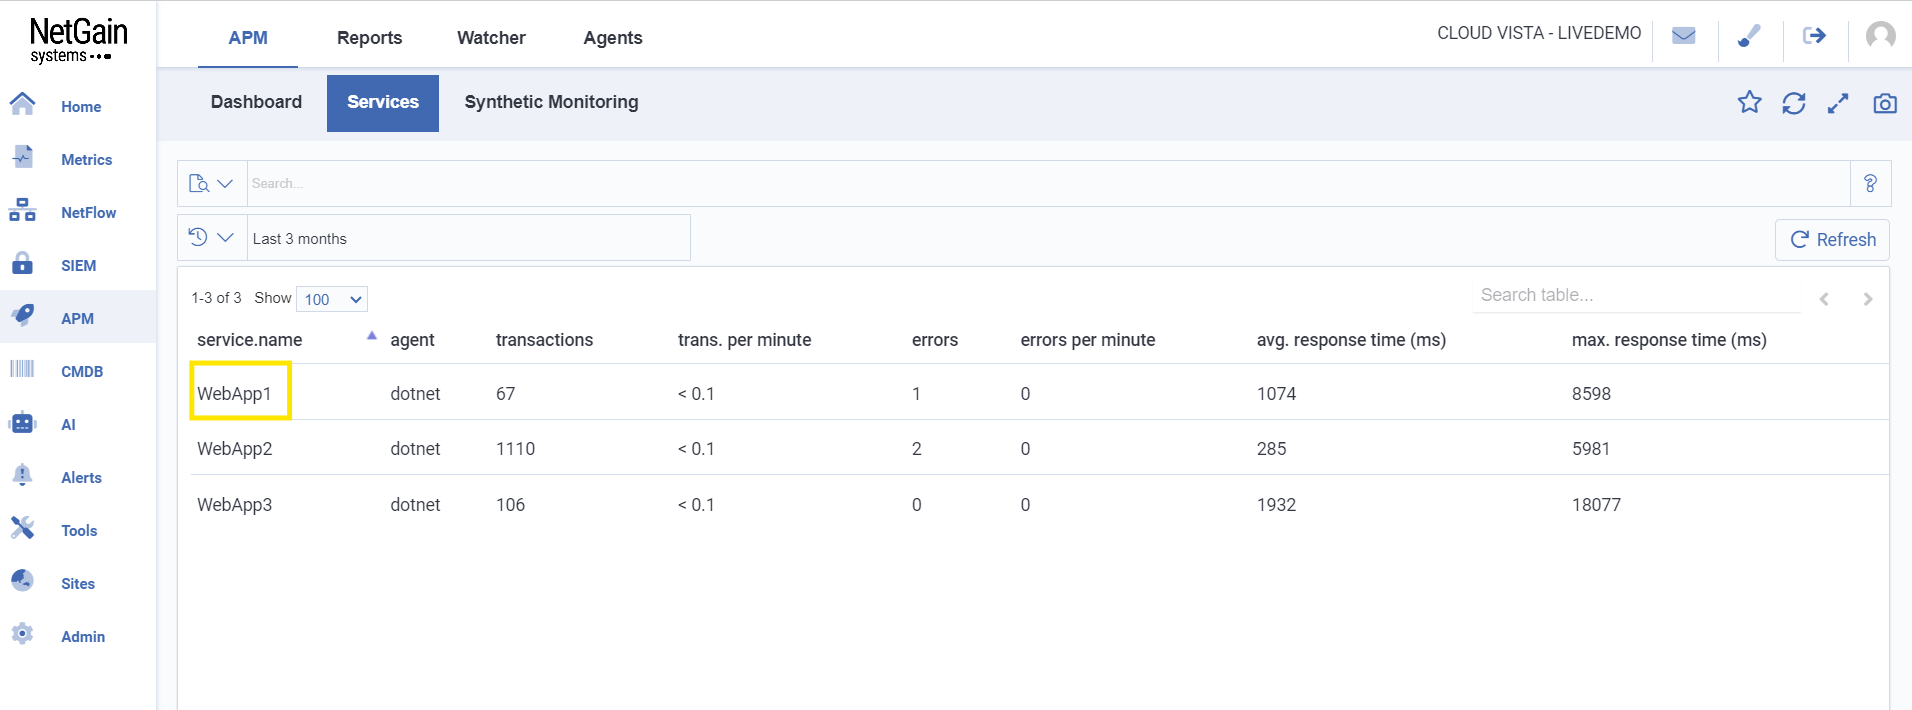 NetGain
systems
APM Reports Watcher Agents
CLOUD VISTA - LIVEDEMO
Home
Metrics
NetFlow
SIEM
APM
CMDB
AI
Alerts
Tools
Sites
Admin
Dashboard Services Synthetic Monitoring
Search...
Last 3 months
Refresh
1-3 of 3 Show 100
Search table...
service.name agent transactions trans. per minute errors errors per minute avg. response time (ms) max. response time (ms)
WebApp1 dotnet 67 < 0.1 1 0 1074 8598
WebApp2 dotnet 1110 < 0.1 2 0 285 5981
WebApp3 dotnet 106 < 0.1 0 0 1932 18077